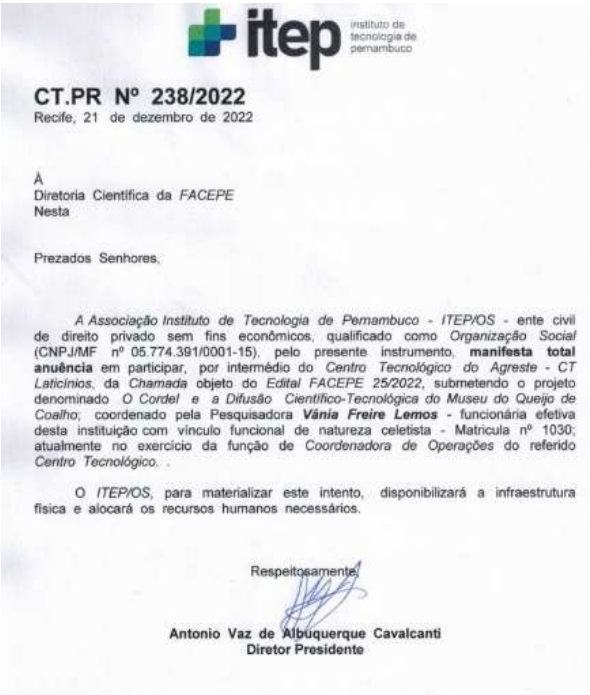 itep
instituto de
tecnologia de
pernambuco
CT.PR Nº 238/2022
Recife, 21 de dezembro de 2022
À
Diretoria Científica da FACEPE
Nesta
Prezados Senhores,
A Associação Instituto de Tecnologia de Pernambuco - ITEP/OS - ente civil
de direito privado sem fins econômicos, qualificado como Organização Social
(CNPJ/MF nº 05.774.391/0001-15), pelo presente instrumento, manifesta total
anuência em participar, por intermédio do Centro Tecnológico do Agreste - CT
Laticínios, da Chamada objeto do Edital FACEPE 25/2022, submetendo o projeto
denominado O Cordel e a Difusão Científico-Tecnológica do Museu do Queijo de
Coalho; coordenado pela Pesquisadora Vânia Freire Lemos - funcionária efetiva
desta instituição com vínculo funcional de natureza celetista - Matricula nº 1030;
atualmente no exercício da função de Coordenadora de Operações do referido
Centro Tecnológico. .
O ITEP/OS, para materializar este intento, disponibilizará a infraestrutura
física e alocará os recursos humanos necessários.
Respeitosamente,
Antonio Vaz de Albuquerque Cavalcanti
Diretor Presidente